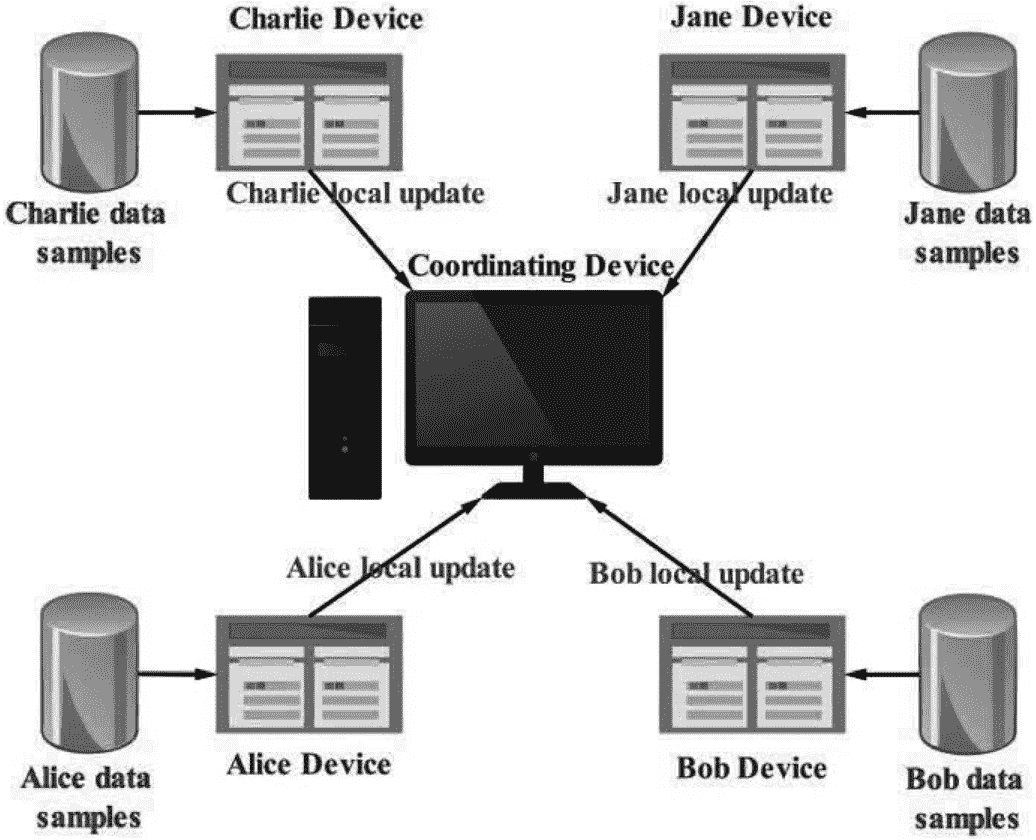 Charlie Device
Jane Device
Charlie local update
Jane local update
Charlie data
samples
Jane data
samples
Coordinating Device
Alice local update
Bob local update
Alice Device
Bob Device
Alice data
samples
Bob data
samples